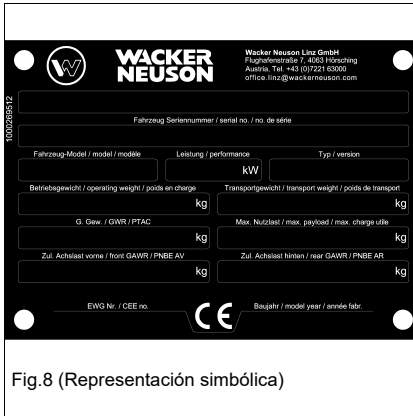 WACKER
NEUSON
Wacker Neuson Linz GmbH
Flughafenstraße 7, 4063 Hörsching
Austria, Tel. +43 (0)7221 63000
office.linz@wackerneuson.com
1000269512
Fahrzeug Seriennummer / serial no. / no. de série
Fahrzeug-Model / model / modèle Leistung / performance Typ / version
kW
Betriebsgewicht / operating weight / poids en charge Transportgewicht / transport weight / poids de transport
kg kg
G. Gew. / GWR / PTAC Max. Nutzlast / max. payload / max. charge utile
kg kg
Zul. Achslast vorne / front GAWR / PNBE AV Zul. Achslast hinten / rear GAWR / PNBE AR
kg kg
EWG Nr. / CEE no. CE Baujahr / model year / année fabr.
Fig.8 (Representación simbólica)